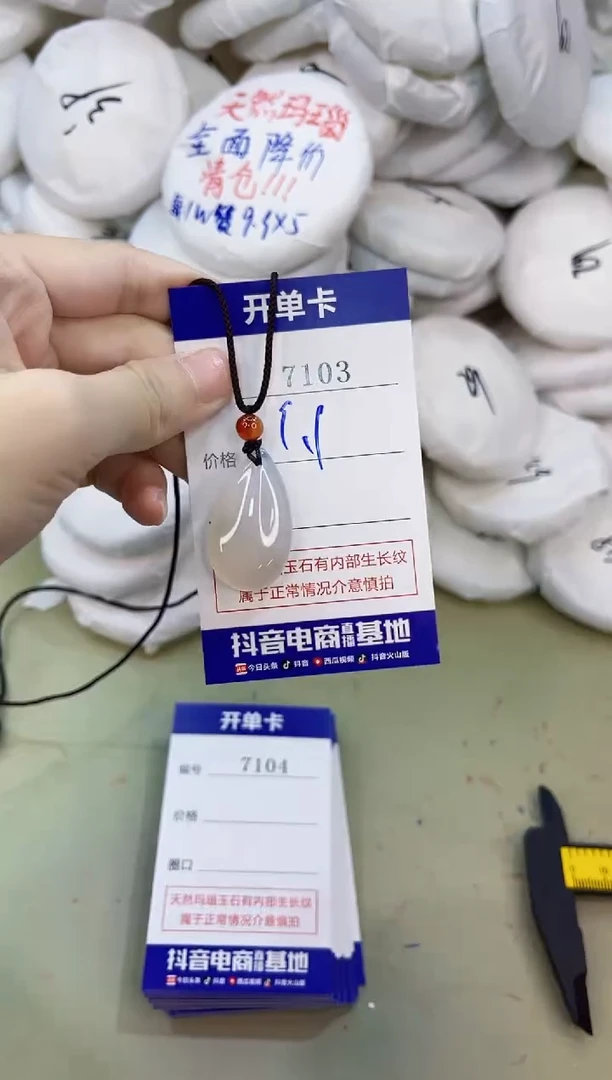 天然玛瑙
全面降价
清仓!!!
9.9X5
开单卡
7103
价格
玉石有内部生长纹
属于正常情况介意慎拍
抖音电商直播基地
今日头条 抖音 西瓜视频 抖音火山版
开单卡
编号 7104
价格
圈口
天然玛瑙玉石有内部生长纹
属于正常情况介意慎拍
抖音电商直播基地
今日头条 抖音 西瓜视频 抖音火山版